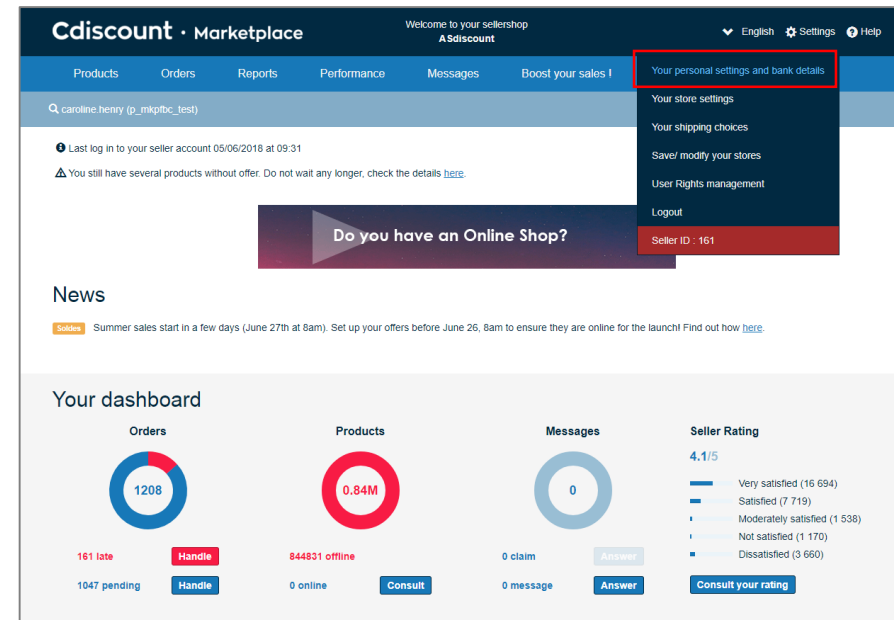 Cdiscount · Marketplace
Welcome to your sellershop
ASdiscount
English Settings Help
Products Orders Reports Performance Messages Boost your sales !
Your personal settings and bank details
Your store settings
Your shipping choices
Save/ modify your stores
User Rights management
Logout
Seller ID : 161
caroline.henry (p_mkpfbc_test)
Last log in to your seller account 05/06/2018 at 09:31
You still have several products without offer. Do not wait any longer, check the details here.
Do you have an Online Shop?
News
Soldes Summer sales start in a few days (June 27th at 8am). Set up your offers before June 26, 8am to ensure they are online for the launch! Find out how here.
Your dashboard
Orders
1208
161 late Handle
1047 pending Handle
Products
0.84M
844831 offline
0 online Consult
Messages
0
0 claim Answer
0 message Answer
Seller Rating
4.1/5
Very satisfied (16 694)
Satisfied (7 719)
Moderately satisfied (1 538)
Not satisfied (1 170)
Dissatisfied (3 660)
Consult your rating